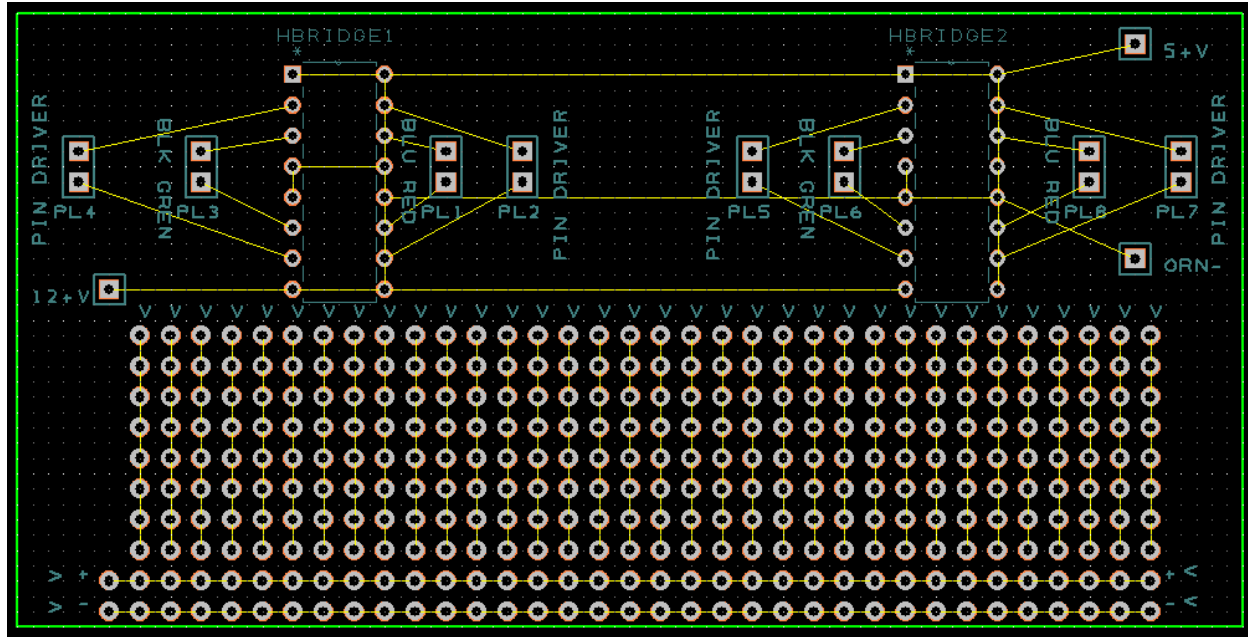 HBRIDGE1
HBRIDGE2
*
*
5+V
PIN DRIVER
BLK GREN
BLU RED
PIN DRIVER
PIN DRIVER
BLK GREN
BLU RED
PIN DRIVER
PL4
PL3
PL1
PL2
PL5
PL6
PL8
PL7
ORN-
12+V
V V V V V V V V V V V V V V V V V V V V V V V V V V V V V V V V V V
> +
+ <
> -
- <